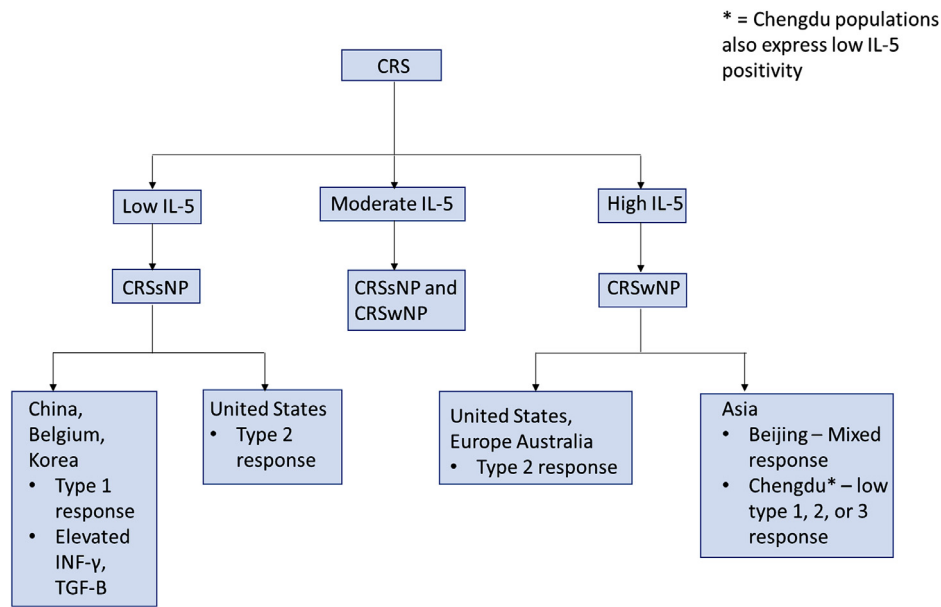 * = Chengdu populations
also express low IL-5
positivity
CRS
Low IL-5
Moderate IL-5
High IL-5
CRSsNP
CRSsNP and
CRSwNP
CRSwNP
China,
Belgium,
Korea
• Type 1
response
• Elevated
INF-γ,
TGF-B
United States
• Type 2
response
United States,
Europe Australia
• Type 2 response
Asia
• Beijing – Mixed
response
• Chengdu* – low
type 1, 2, or 3
response